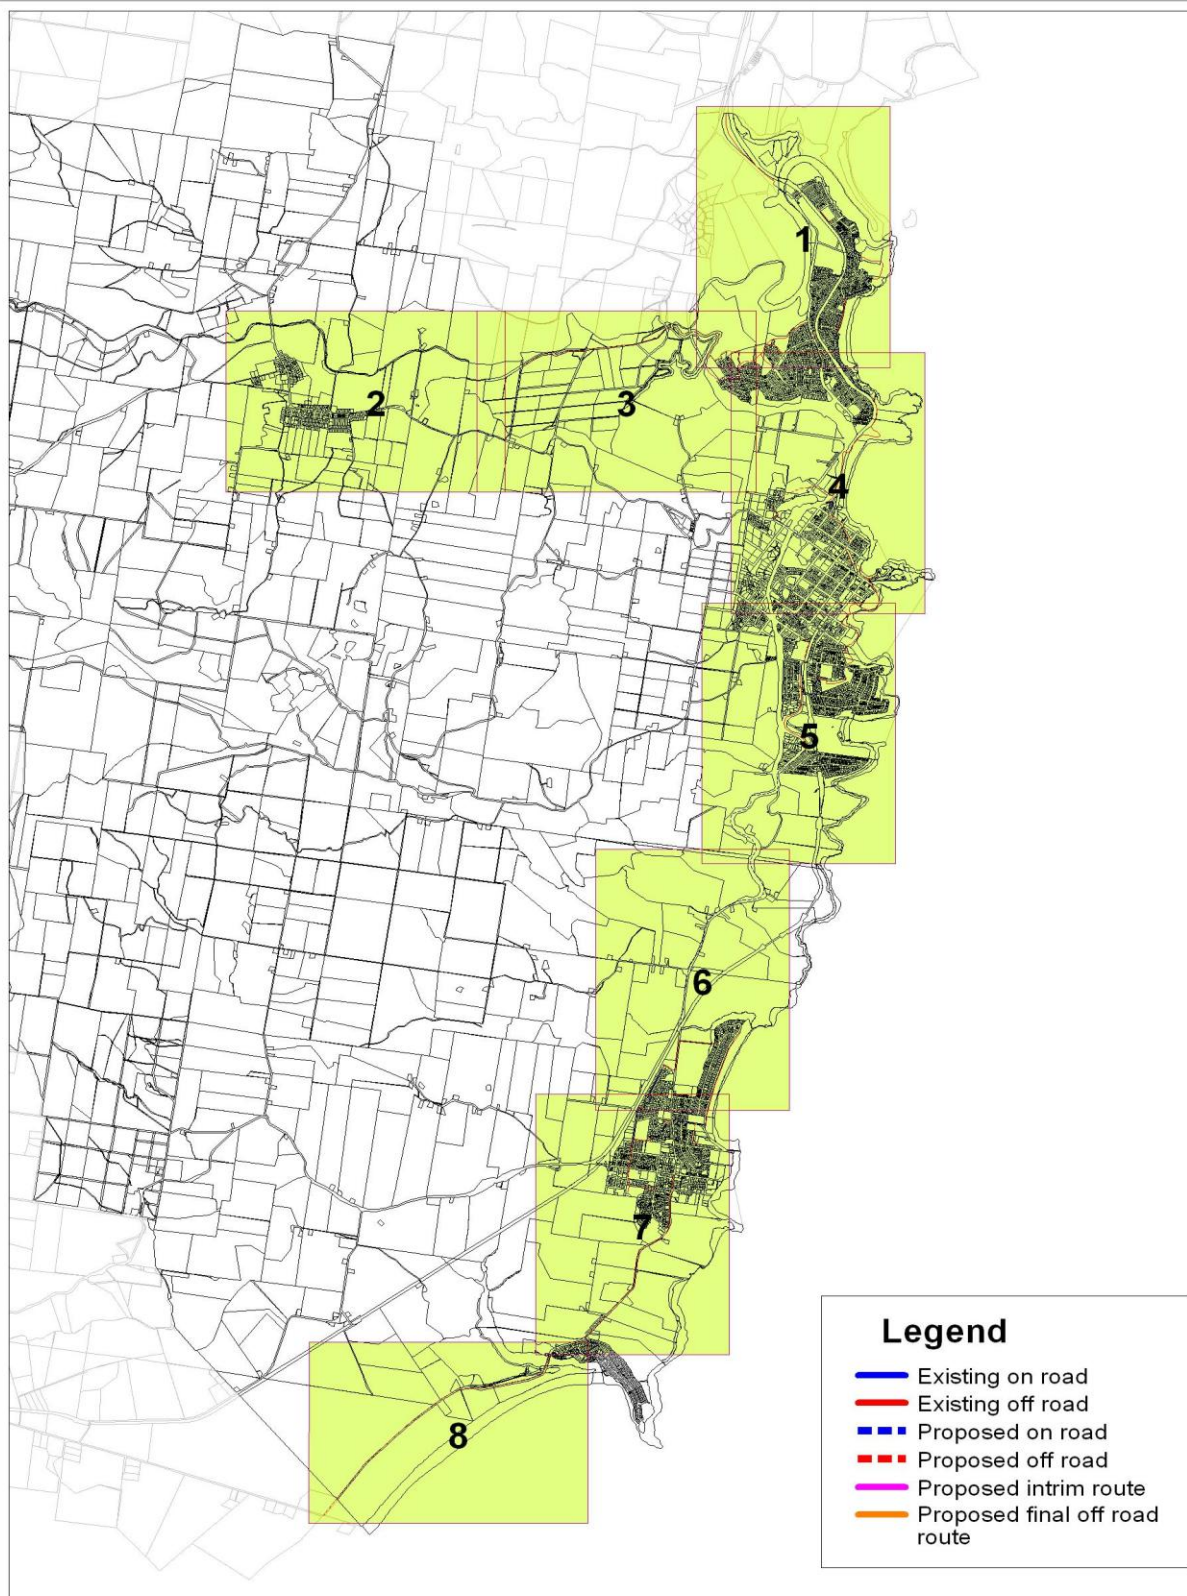 1
2
3
4
5
6
7
8
Legend
Existing on road
Existing off road
Proposed on road
Proposed off road
Proposed intrim route
Proposed final off road
route